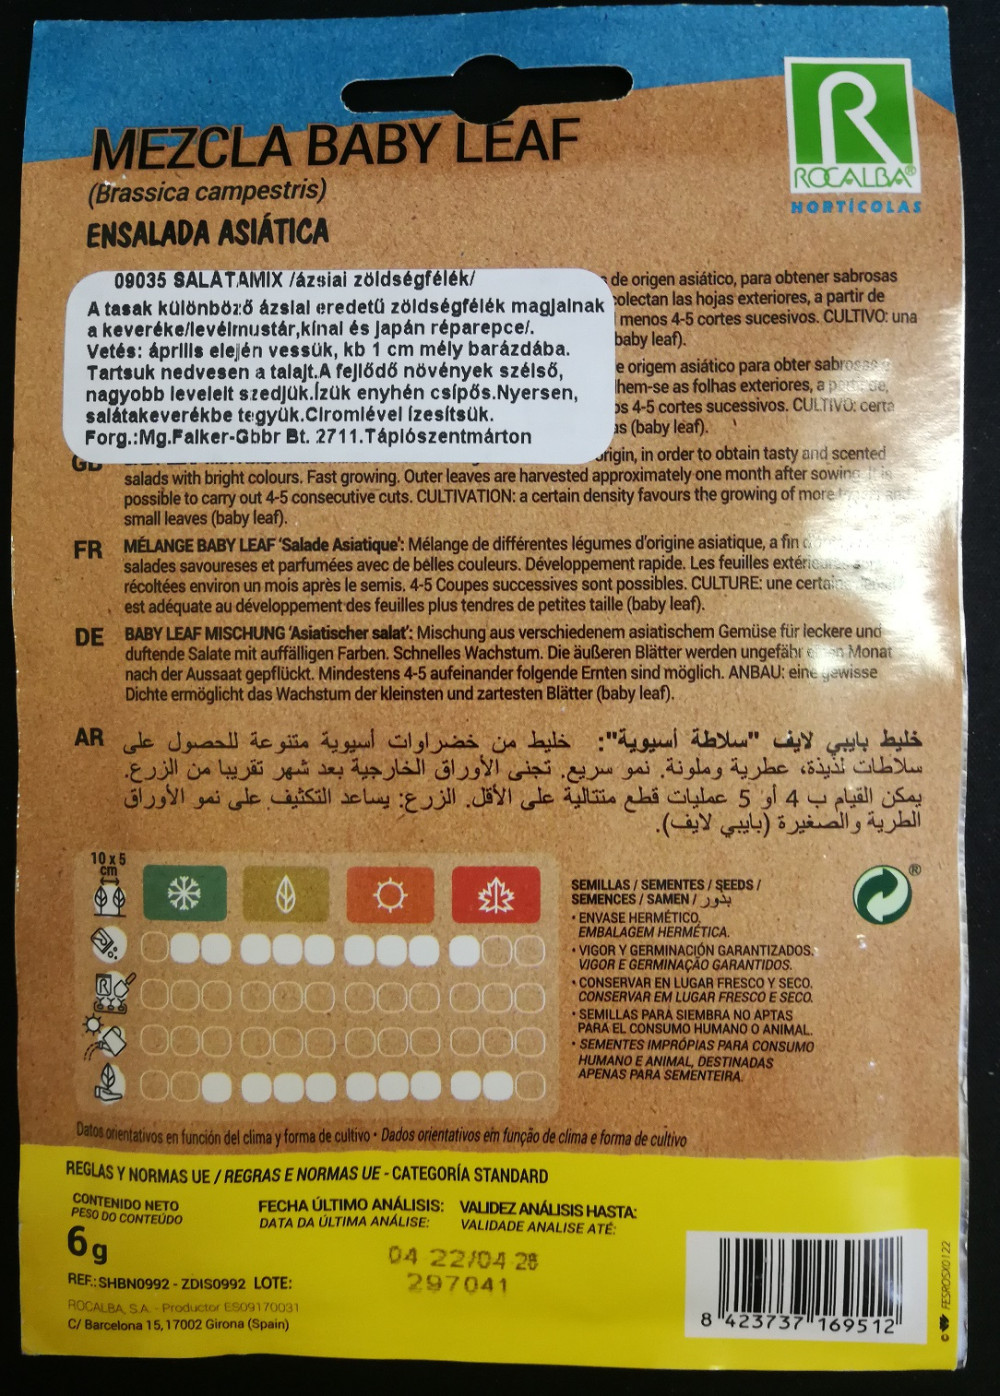 MEZCLA BABY LEAF
(Brassica campestris)
ENSALADA ASIÁTICA
R
ROCALBA®
HORTÍCOLAS
09035 SALÁTAMIX /ázsiai zöldségfélék/
A tasak különböző ázsiai eredetű zöldségfélék magjainak
a keveréke/levélmustár,kínai és japán réparepce/.
Vetés: április elején vessük, kb 1 cm mély barázdába.
Tartsuk nedvesen a talajt.A fejlődő növények szélső,
nagyobb leveleit szedjük.Ízük enyhén csípős.Nyersen,
salátakeverékbe tegyük.Citromlével ízesítsük.
Forg.:Mg.Falker-Gbbr Bt. 2711.Tápiószentmárton
de origen asiático, para obtener sabrosas
colectan las hojas exteriores, a partir de
menos 4-5 cortes sucesivos. CULTIVO: una
baby leaf).
e origem asiático para obter sabrosas e
lhem-se as folhas exteriores, a partir de,
os 4-5 cortes sucessivos. CULTIVO: certa
as (baby leaf).
GB
origin, in order to obtain tasty and scented
salads with bright colours. Fast growing. Outer leaves are harvested approximately one month after sowing. It is
possible to carry out 4-5 consecutive cuts. CULTIVATION: a certain density favours the growing of more and
small leaves (baby leaf).
FR MÉLANGE BABY LEAF 'Salade Asiatique': Mélange de différentes légumes d'origine asiatique, a fin
salades savoureses et parfumées avec de belles couleurs. Développement rapide. Les feuilles extérieures
récoltées environ un mois après le semis. 4-5 Coupes successives sont possibles. CULTURE: une certaine densité
est adéquate au développement des feuilles plus tendres de petites taille (baby leaf).
DE BABY LEAF MISCHUNG 'Asiatischer salat': Mischung aus verschiedenem asiatischem Gemüse für leckere und
duftende Salate mit auffälligen Farben. Schnelles Wachstum. Die äußeren Blätter werden ungefähr einen Monat
nach der Aussaat gepflückt. Mindestens 4-5 aufeinander folgende Ernten sind möglich. ANBAU: eine gewisse
Dichte ermöglicht das Wachstum der kleinsten und zartesten Blätter (baby leaf).
AR خليط بايبي لايف "سلاطة أسيوية": خليط من خضراوات أسيوية متنوعة للحصول على
سلاطات لذيذة، عطرية وملونة. نمو سريع. تجنى الأوراق الخارجية بعد شهر تقريبا من الزرع.
يمكن القيام ب 4 أو 5 عمليات قطع متتالية على الأقل. الزرع: يساعد التكثيف على نمو الأوراق
الطرية والصغيرة (بايبي لايف).
10 x 5
cm
R
SEMILLAS / SEMENTES / SEEDS /
SEMENCES / SAMEN / بذور
• ENVASE HERMÉTICO.
EMBALAGEM HERMÉTICA.
• VIGOR Y GERMINACIÓN GARANTIZADOS.
VIGOR E GERMINAÇÃO GARANTIDOS.
• CONSERVAR EN LUGAR FRESCO Y SECO.
CONSERVAR EM LUGAR FRESCO E SECO.
• SEMILLAS PARA SIEMBRA NO APTAS
PARA EL CONSUMO HUMANO O ANIMAL.
• SEMENTES IMPRÓPIAS PARA CONSUMO
HUMANO E ANIMAL, DESTINADAS
APENAS PARA SEMENTEIRA.
®
Datos orientativos en función del clima y forma de cultivo • Dados orientativos em função de clima e forma de cultivo
REGLAS Y NORMAS UE / REGRAS E NORMAS UE - CATEGORÍA STANDARD
CONTENIDO NETO
PESO DO CONTEÚDO
6g
FECHA ÚLTIMO ANÁLISIS:
DATA DA ÚLTIMA ANÁLISE:
VALIDEZ ANÁLISIS HASTA:
VALIDADE ANALISE ATÉ:
04 22/04 26
297041
REF.: SHBN0992 - ZDIS0992 LOTE:
ROCALBA, S.A. - Productor ES09170031
C/ Barcelona 15, 17002 Girona (Spain)
8 423737 169512
FESROSX0122